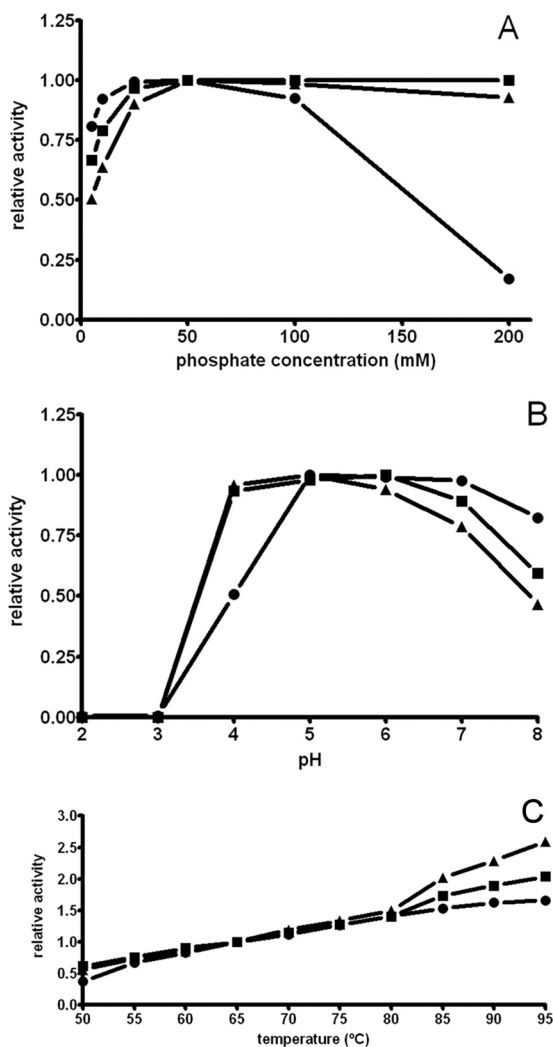 A
1.25
1.00
0.75
0.50
0.25
0.00
relative activity
0 50 100 150 200
phosphate concentration (mM)
B
1.25
1.00
0.75
0.50
0.25
0.00
relative activity
2 3 4 5 6 7 8
pH
C
3.0
2.5
2.0
1.5
1.0
0.5
0.0
relative activity
50 55 60 65 70 75 80 85 90 95
temperature (ºC)